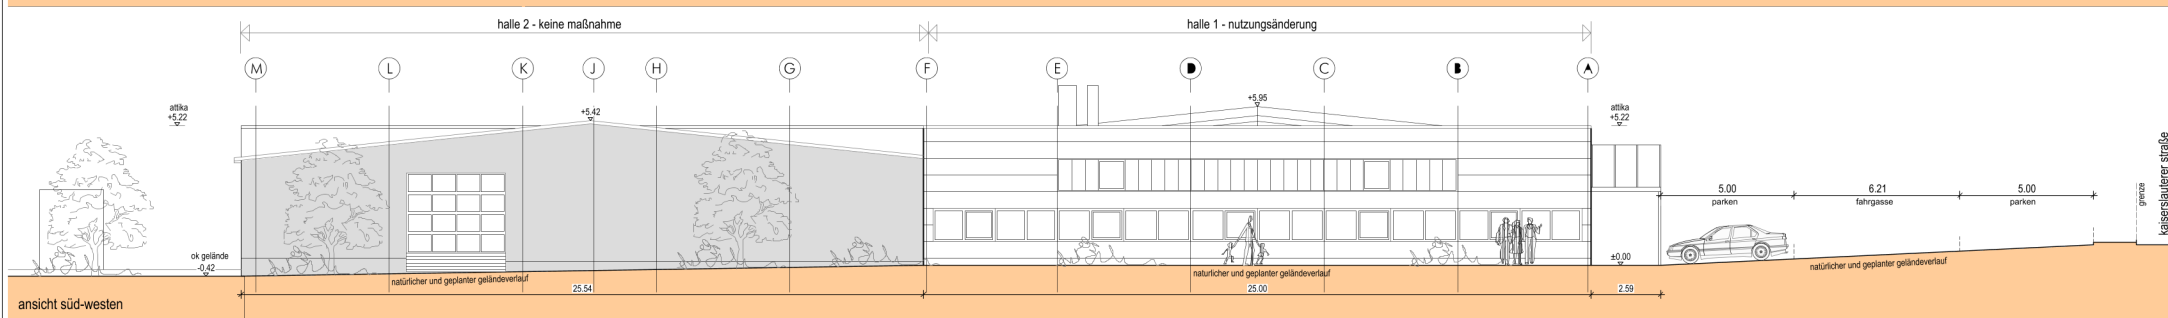 halle 2 - keine maßnahme
halle 1 - nutzungsänderung
M
L
K
J
H
G
F
E
D
C
B
A
attika
+5.22
+5.42
+5.95
attika
+5.22
5.00
parken
6.21
fahrgasse
5.00
parken
grenze
kaiserslauterer straße
ok gelände
-0.42
±0.00
natürlicher und geplanter geländeverlauf
naturlicher und geplanter geländeverlauf
natürlicher und geplanter geländeverlauf
25.54
25.00
2.59
ansicht süd-westen